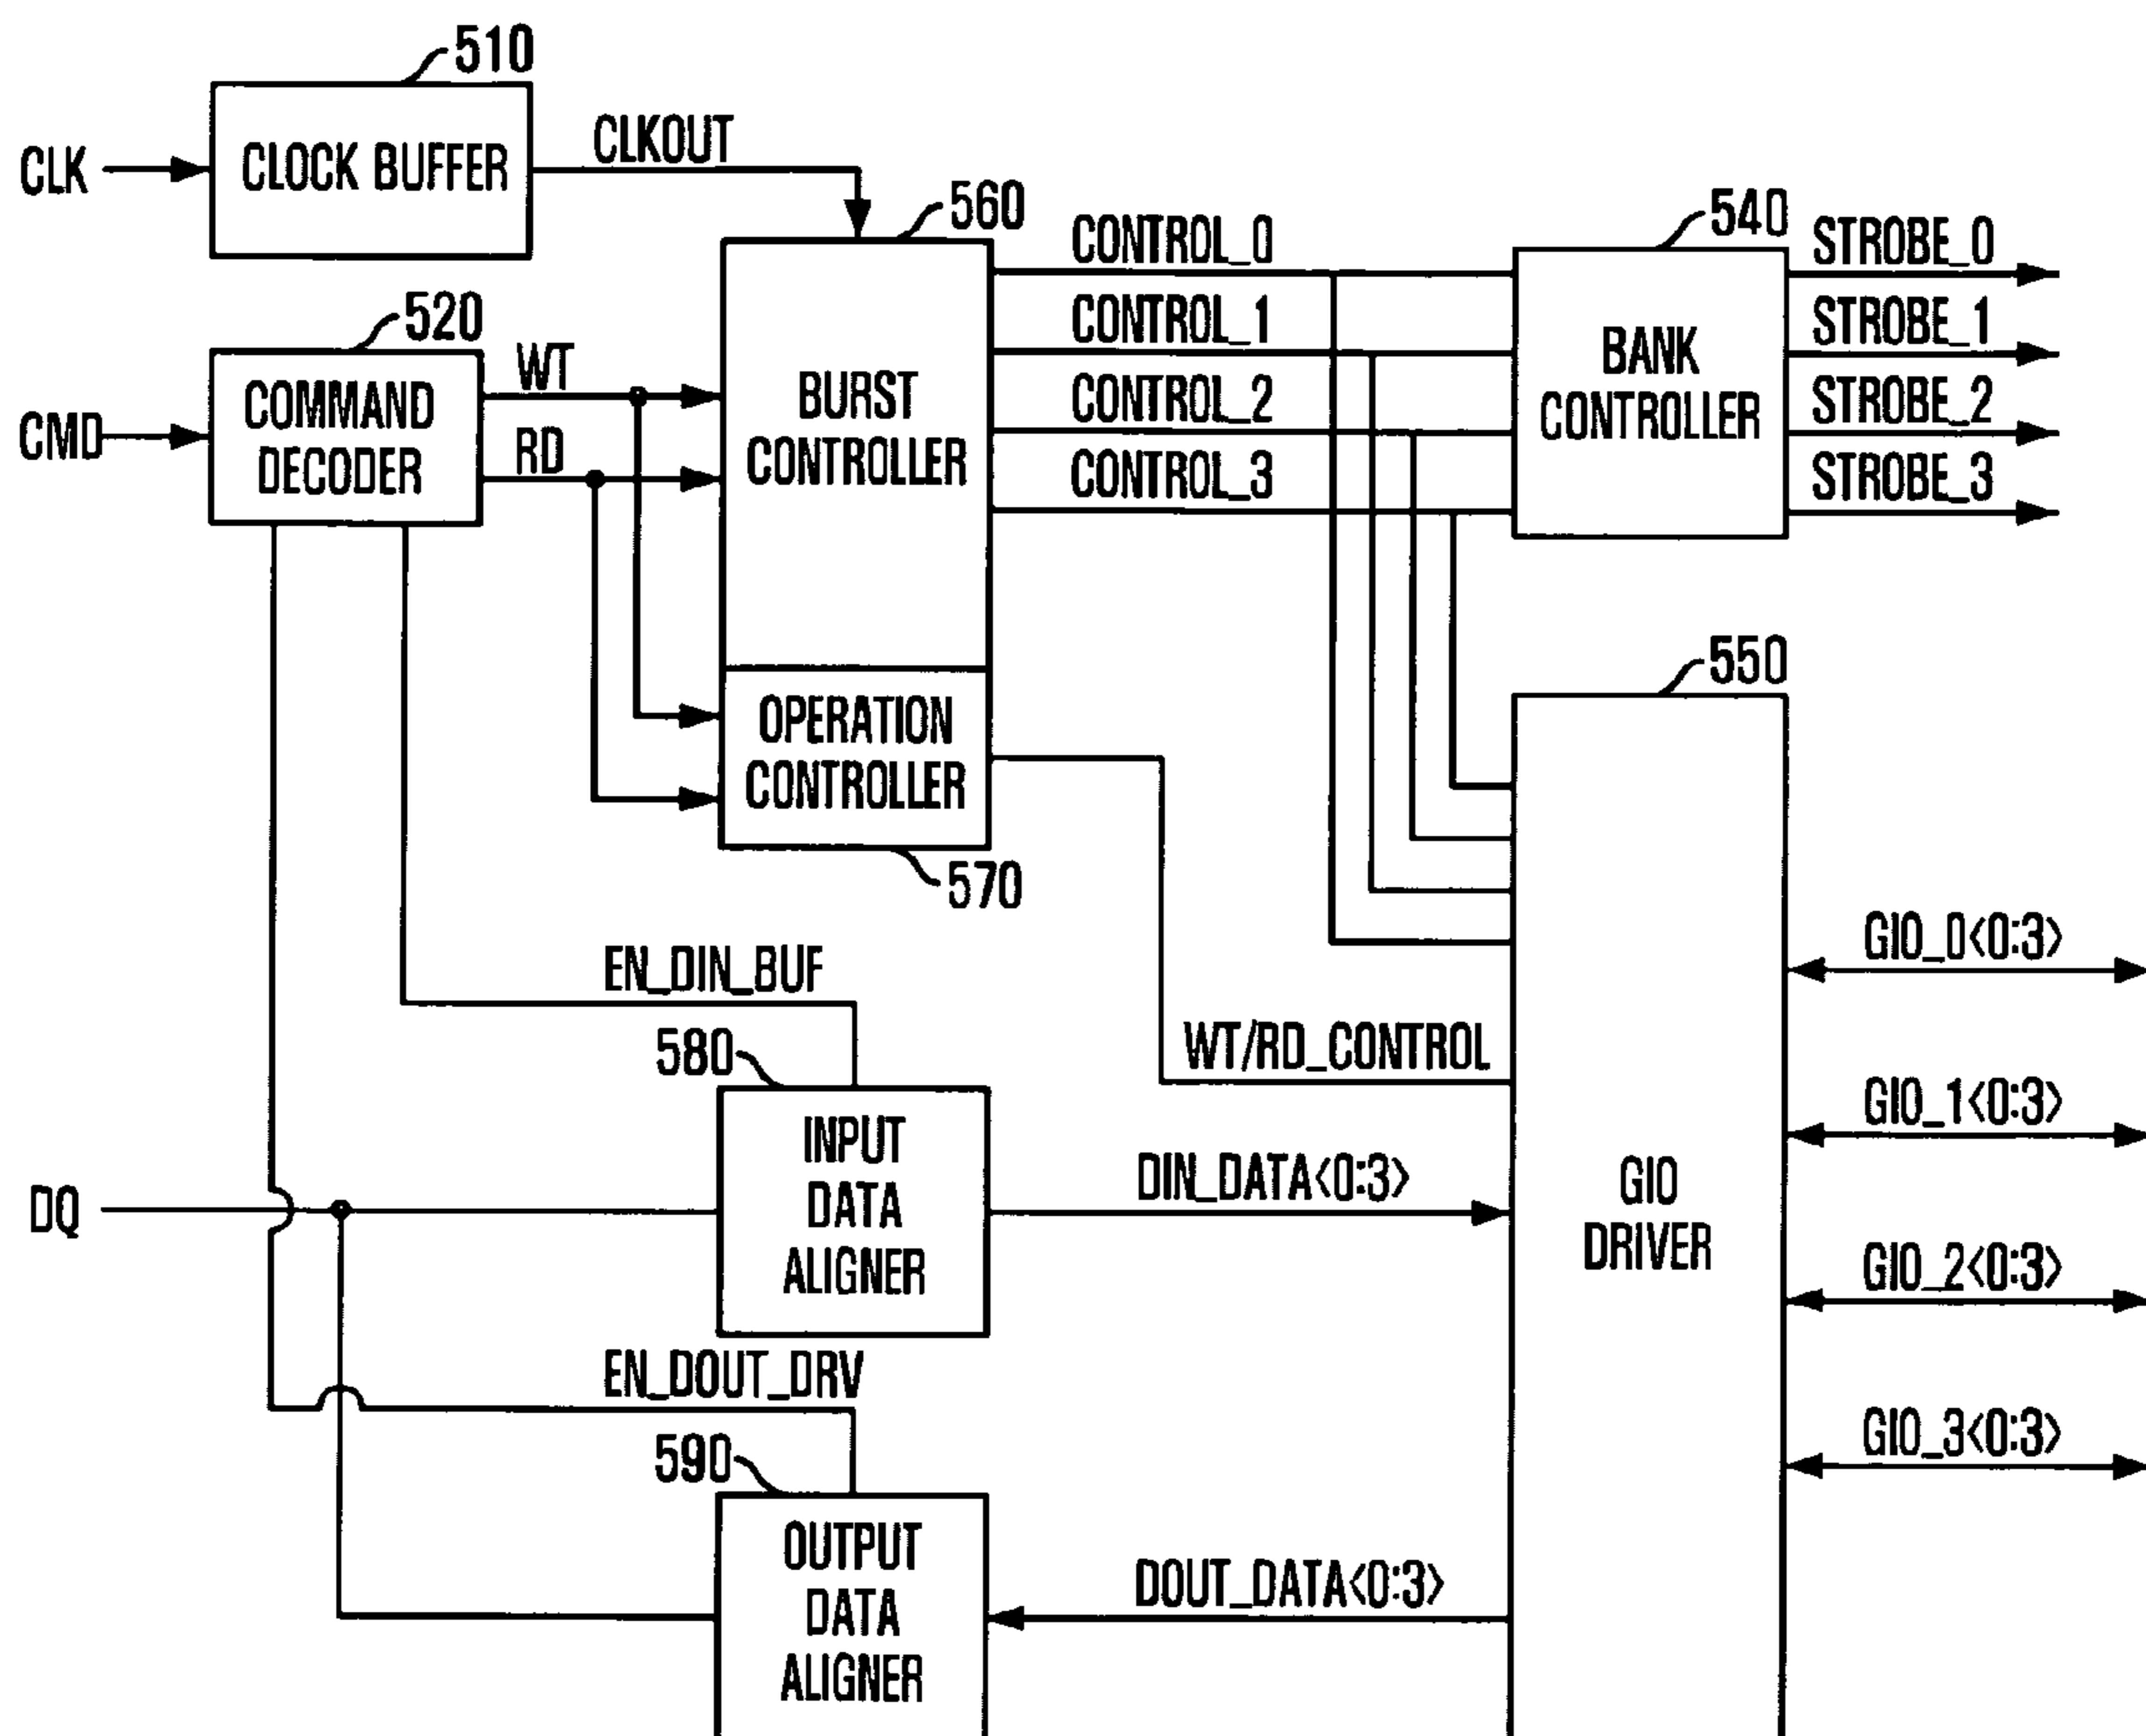 510
CLK
CLOCK BUFFER
CLKOUT
560
540
CONTROL_0
STROBE_0
520
CONTROL_1
STROBE_1
WT
BURST
CONTROLLER
BANK
CONTROLLER
CMD
COMMAND
DECODER
CONTROL_2
STROBE_2
RD
CONTROL_3
STROBE_3
550
OPERATION
CONTROLLER
570
EN_DIN_BUF
GIO_0<0:3>
580
WT/RD_CONTROL
GIO_1<0:3>
INPUT
DATA
ALIGNER
DIN_DATA<0:3>
GIO
DRIVER
DQ
GIO_2<0:3>
EN_DOUT_DRV
590
GIO_3<0:3>
OUTPUT
DATA
ALIGNER
DOUT_DATA<0:3>